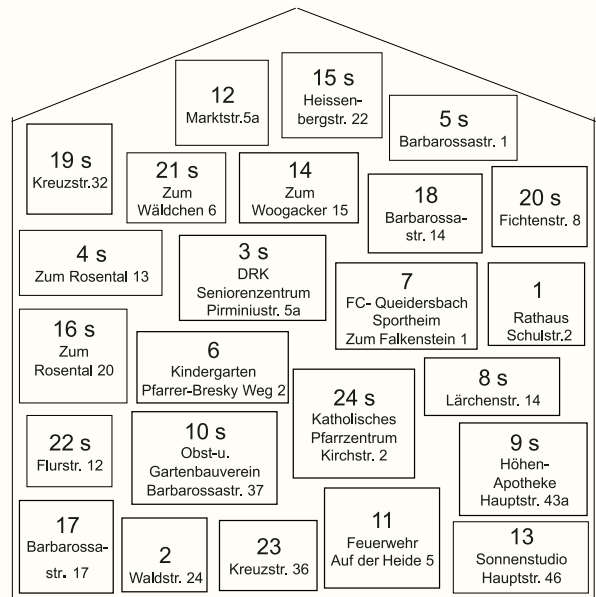 12
Marktstr.5a
15 s
Heissen-
bergstr. 22
5 s
Barbarossastr. 1
19 s
Kreuzstr.32
21 s
Zum
Wäldchen 6
14
Zum
Woogacker 15
18
Barbarossa-
str. 14
20 s
Fichtenstr. 8
4 s
Zum Rosental 13
3 s
DRK
Seniorenzentrum
Pirminiustr. 5a
7
FC- Queidersbach
Sportheim
Zum Falkenstein 1
1
Rathaus
Schulstr.2
16 s
Zum
Rosental 20
6
Kindergarten
Pfarrer-Bresky Weg 2
24 s
Katholisches
Pfarrzentrum
Kirchstr. 2
8 s
Lärchenstr. 14
22 s
Flurstr. 12
10 s
Obst-u.
Gartenbauverein
Barbarossastr. 37
9 s
Höhen-
Apotheke
Hauptstr. 43a
17
Barbarossa-
str. 17
2
Waldstr. 24
23
Kreuzstr. 36
11
Feuerwehr
Auf der Heide 5
13
Sonnenstudio
Hauptstr. 46